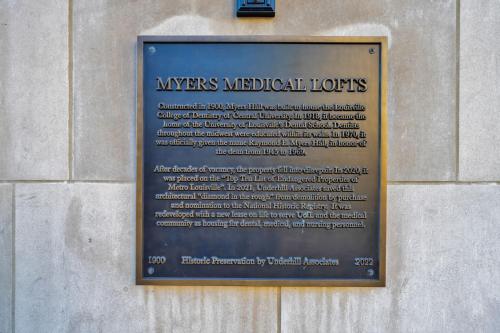 MYERS MEDICAL LOFTS
Constructed in 1900, Myers Hall was built to house the Louisville
College of Dentistry of Central University. In 1918, it became the
home of the University of Louisville's Dental School. Dentists
throughout the midwest were educated within its walls. In 1970, it
was officially given the name Raymond E. Myers Hall, in honor of
the dean from 1945 to 1969.
After decades of vacancy, the property fell into disrepair. In 2020, it
was placed on the "Top Ten List of Endangered Properties of
Metro Louisville". In 2021, Underhill Associates saved this
architectural "diamond in the rough" from demolition by purchase
and nomination to the National Historic Registry. It was
redeveloped with a new lease on life to serve UofL and the medical
community as housing for dental, medical, and nursing personnel.
1900 Historic Preservation by Underhill Associates 2022